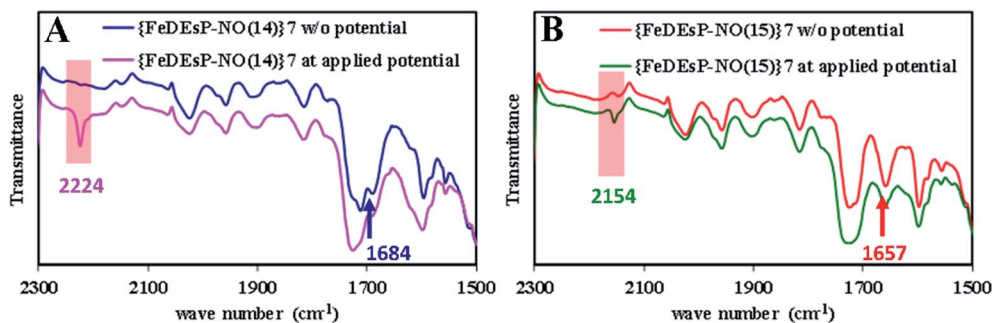 A
{FeDEsP-NO(14)}7 w/o potential
{FeDEsP-NO(14)}7 at applied potential
Transmittance
2224
1684
2300
2100
1900
1700
1500
wave number (cm-1)
B
{FeDEsP-NO(15)}7 w/o potential
{FeDEsP-NO(15)}7 at applied potential
Transmittance
2154
1657
2300
2100
1900
1700
1500
wave number (cm-1)